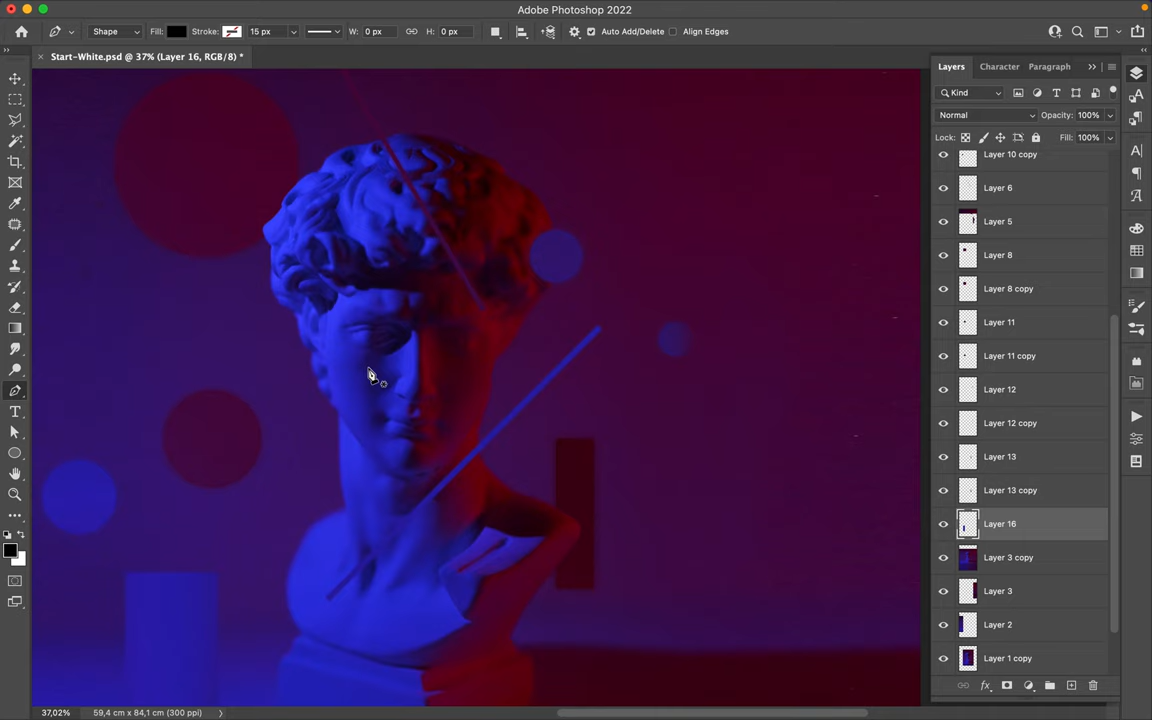 Adobe Photoshop 2022
Shape Fill: Stroke: 15 px W: 0 px H: 0 px Auto Add/Delete Align Edges
Start-White.psd @ 37% (Layer 16, RGB/8) *
Layers Character Paragraph
Kind
Normal Opacity: 100%
Lock: Fill: 100%
Layer 10 copy
Layer 6
Layer 5
Layer 8
Layer 8 copy
Layer 11
Layer 11 copy
Layer 12
Layer 12 copy
Layer 13
Layer 13 copy
Layer 16
Layer 3 copy
Layer 3
Layer 2
Layer 1 copy
37,02% 59,4 cm x 84,1 cm (300 ppi)